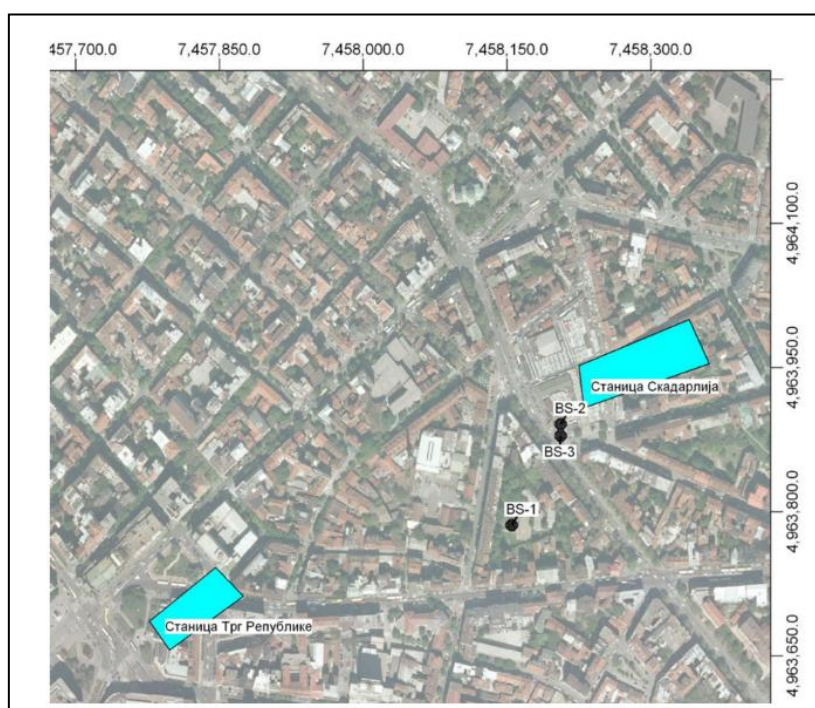 457,700.0 7,457,850.0 7,458,000.0 7,458,150.0 7,458,300.0
4,964,100.0
4,963,950.0
Станица Скадарлија
BS-2
BS-3
4,963,800.0
BS-1
Станица Трг Републике
4,963,650.0